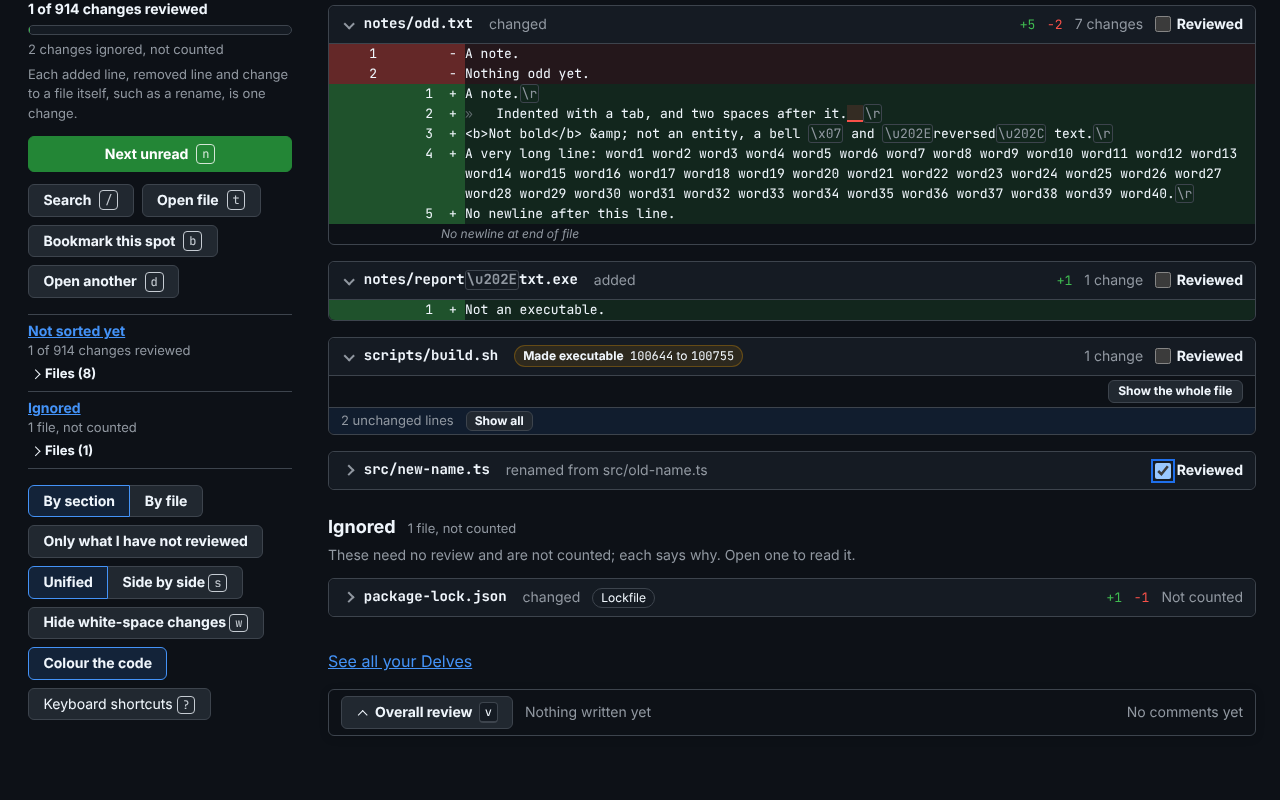 1 of 914 changes reviewed
2 changes ignored, not counted
Each added line, removed line and change
to a file itself, such as a rename, is one
change.
Next unread n
Search /
Open file t
Bookmark this spot b
Open another d
Not sorted yet
1 of 914 changes reviewed
Files (8)
Ignored
1 file, not counted
Files (1)
By section
By file
Only what I have not reviewed
Unified
Side by side s
Hide white-space changes w
Colour the code
Keyboard shortcuts ?
notes/odd.txt changed +5 -2 7 changes Reviewed
1 - A note.
2 - Nothing odd yet.
1 + A note.\r
2 + » Indented with a tab, and two spaces after it. \r
3 + <b>Not bold</b> &amp; not an entity, a bell \x07 and \u202Ereversed\u202C text.\r
4 + A very long line: word1 word2 word3 word4 word5 word6 word7 word8 word9 word10 word11 word12 word13
word14 word15 word16 word17 word18 word19 word20 word21 word22 word23 word24 word25 word26 word27
word28 word29 word30 word31 word32 word33 word34 word35 word36 word37 word38 word39 word40.\r
5 + No newline after this line.
No newline at end of file
notes/report\u202Etxt.exe added +1 1 change Reviewed
1 + Not an executable.
scripts/build.sh Made executable 100644 to 100755 1 change Reviewed
Show the whole file
2 unchanged lines Show all
src/new-name.ts renamed from src/old-name.ts Reviewed
Ignored 1 file, not counted
These need no review and are not counted; each says why. Open one to read it.
package-lock.json changed Lockfile +1 -1 Not counted
See all your Delves
Overall review v Nothing written yet No comments yet